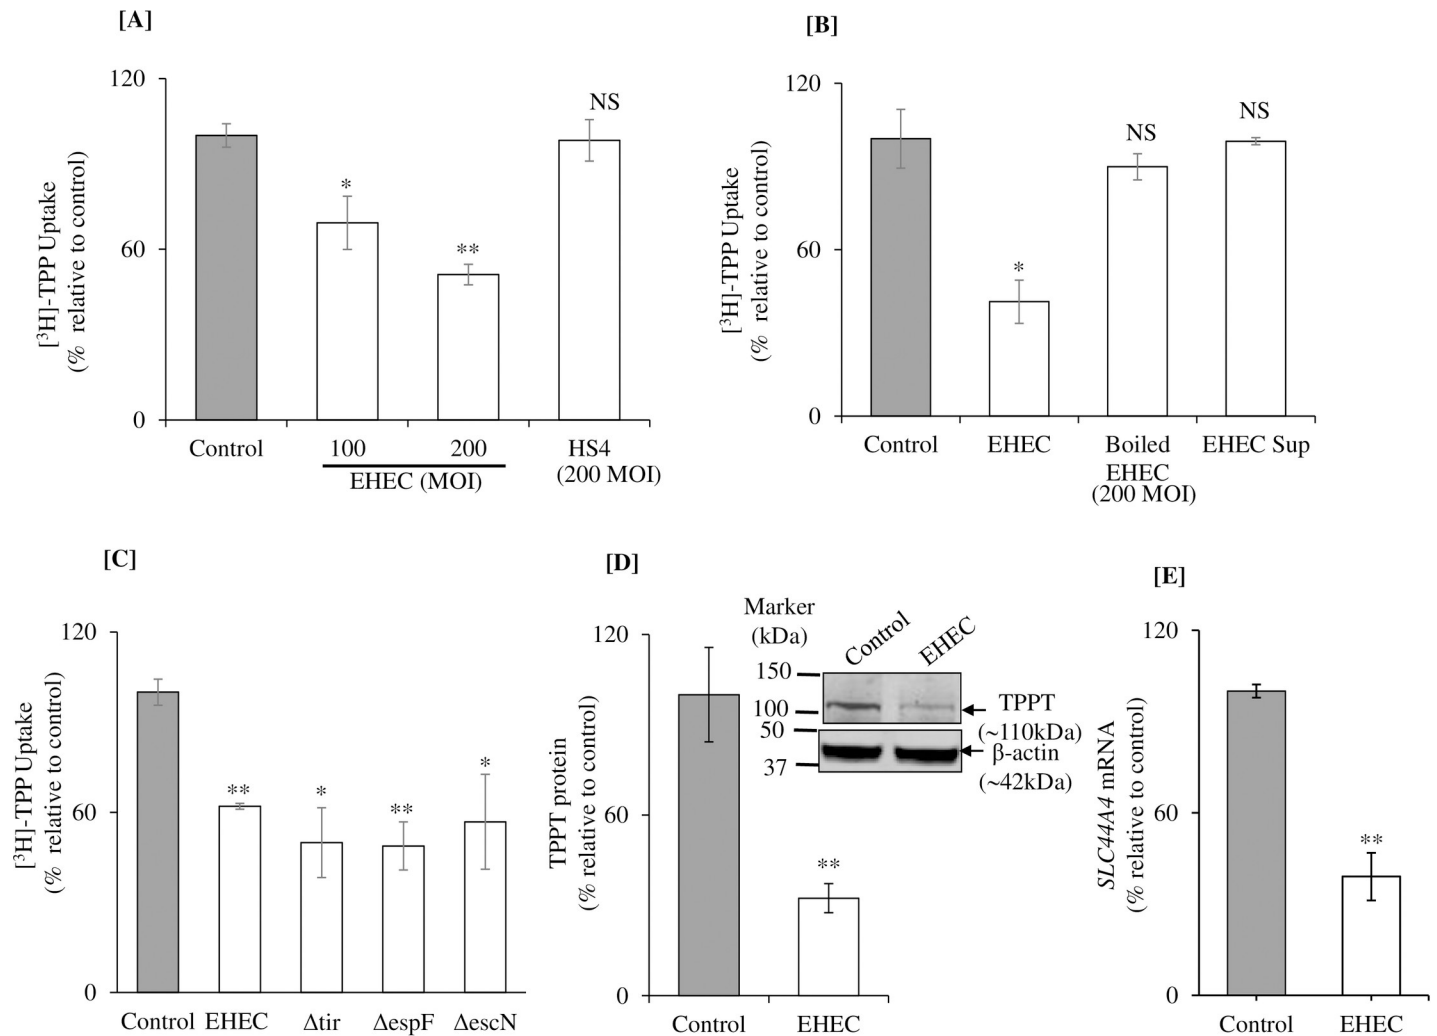 [A]
[³H]-TPP Uptake
(% relative to control)
120
60
0
NS
*
**
Control
100
200
HS4
EHEC (MOI)
(200 MOI)
[B]
[³H]-TPP Uptake
(% relative to control)
120
60
0
NS
NS
*
Control
EHEC
Boiled
EHEC
(200 MOI)
EHEC Sup
[C]
[³H]-TPP Uptake
(% relative to control)
120
60
0
**
*
**
*
Control
EHEC
Δtir
ΔespF
ΔescN
[D]
TPPT protein
(% relative to control)
120
60
0
Marker
(kDa)
Control
EHEC
150
100
50
37
TPPT
(~110kDa)
β-actin
(~42kDa)
**
Control
EHEC
[E]
SLC44A4 mRNA
(% relative to control)
120
60
0
**
Control
EHEC